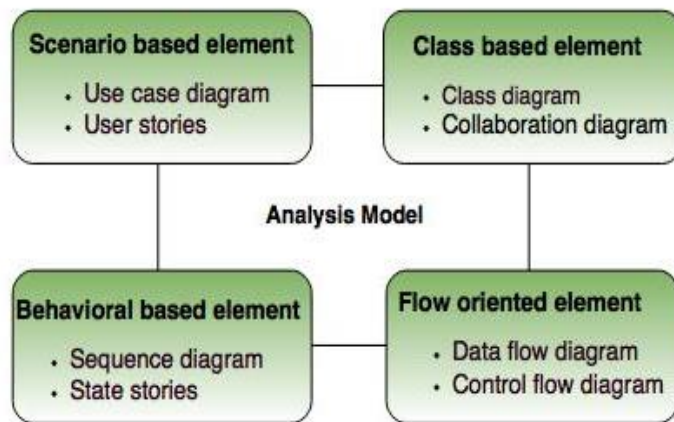 Scenario based element
• Use case diagram
• User stories
Class based element
• Class diagram
• Collaboration diagram
Analysis Model
Behavioral based element
• Sequence diagram
• State stories
Flow oriented element
• Data flow diagram
• Control flow diagram